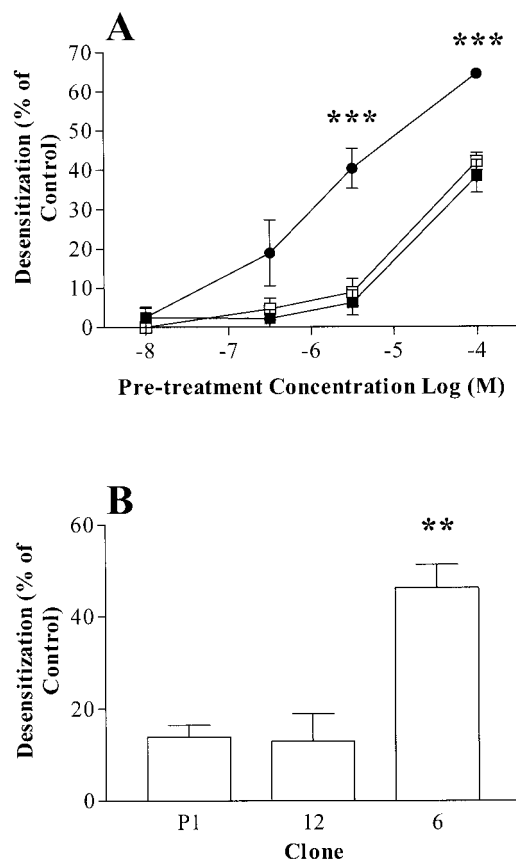 A
***
***
70
60
50
40
30
20
10
0
Desensitization (% of
Control)
-8
-7
-6
-5
-4
Pre-treatment Concentration Log (M)
B
**
60
40
20
0
Desensitization (% of
Control)
P1
12
6
Clone